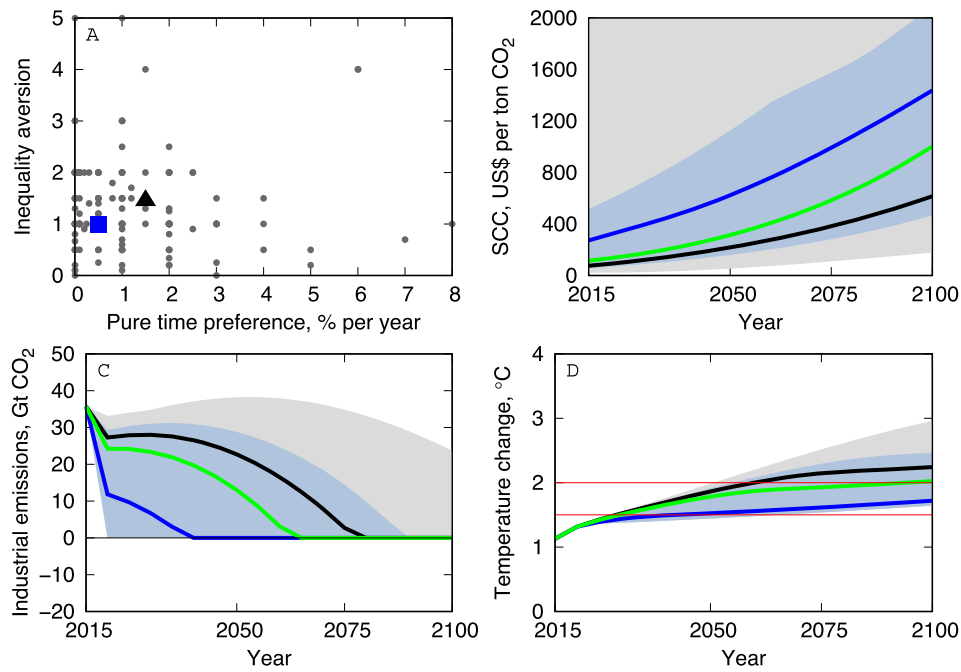 A
Inequality aversion
5
4
3
2
1
0
0 1 2 3 4 5 6 7 8
Pure time preference, % per year
SCC, US$ per ton CO2
2000
1600
1200
800
400
0
2015 2050 2075 2100
Year
C
Industrial emissions, Gt CO2
50
40
30
20
10
0
−10
−20
2015 2050 2075 2100
Year
D
Temperature change, °C
4
3
2
1
0
2015 2050 2075 2100
Year